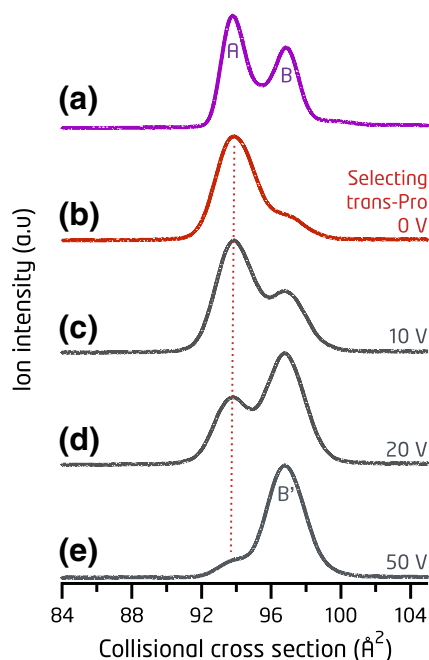 A
B
(a)
Selecting
trans-Pro
(b)
0 V
(c)
10 V
(d)
20 V
B'
(e)
50 V
84 88 92 96 100 104
Collisional cross section (Å²)
Ion intensity (a.u)